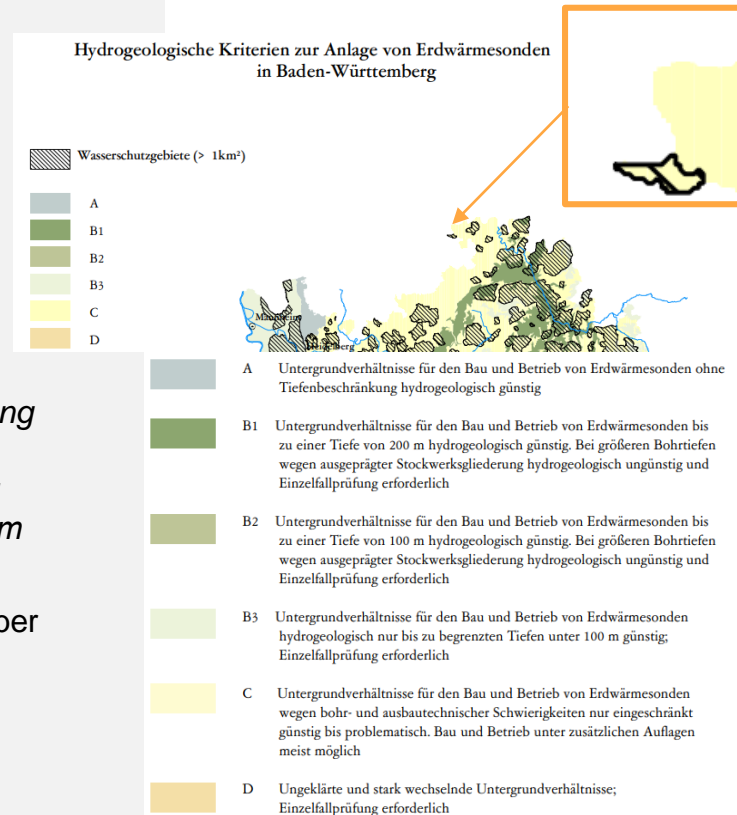 Hydrogeologische Kriterien zur Anlage von Erdwärmesonden
in Baden-Württemberg
Wasserschutzgebiete (> 1km²)
A
B1
B2
B3
C
D
Mannheim
A Untergrundverhältnisse für den Bau und Betrieb von Erdwärmesonden ohne
Tiefenbeschränkung hydrogeologisch günstig
B1 Untergrundverhältnisse für den Bau und Betrieb von Erdwärmesonden bis
zu einer Tiefe von 200 m hydrogeologisch günstig. Bei größeren Bohrtiefen
wegen ausgeprägter Stockwerksgliederung hydrogeologisch ungünstig und
Einzelfallprüfung erforderlich
B2 Untergrundverhältnisse für den Bau und Betrieb von Erdwärmesonden bis
zu einer Tiefe von 100 m hydrogeologisch günstig. Bei größeren Bohrtiefen
wegen ausgeprägter Stockwerksgliederung hydrogeologisch ungünstig und
Einzelfallprüfung erforderlich
B3 Untergrundverhältnisse für den Bau und Betrieb von Erdwärmesonden
hydrogeologisch nur bis zu begrenzten Tiefen unter 100 m günstig;
Einzelfallprüfung erforderlich
C Untergrundverhältnisse für den Bau und Betrieb von Erdwärmesonden
wegen bohr- und ausbautechnischer Schwierigkeiten nur eingeschränkt
günstig bis problematisch. Bau und Betrieb unter zusätzlichen Auflagen
meist möglich
D Ungeklärte und stark wechselnde Untergrundverhältnisse;
Einzelfallprüfung erforderlich